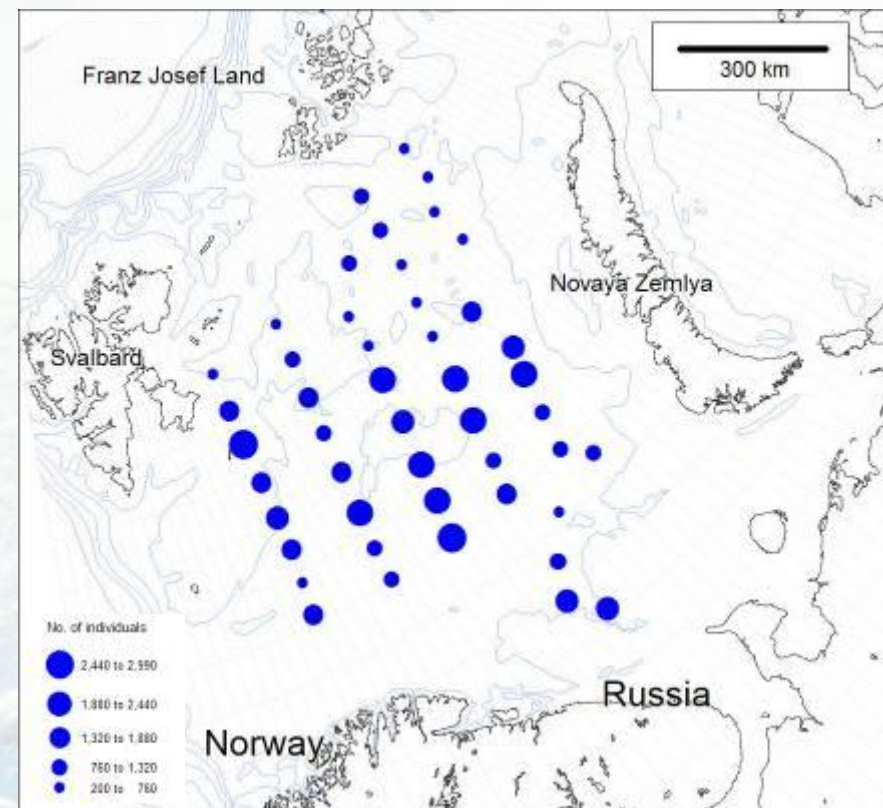 Franz Josef Land
300 km
Novaya Zemlya
Svalbard
No. of individuals
2,440 to 2,990
1,880 to 2,440
1,320 to 1,880
760 to 1,320
200 to 760
Russia
Norway